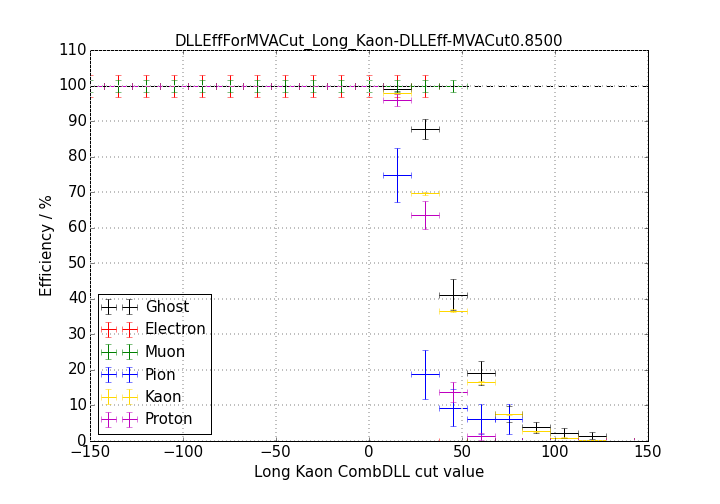 DLLEffForMVACut_Long_Kaon-DLLEff-MVACut0.8500
110
100
90
80
70
60
50
40
30
20
10
0
Efficiency / %
Ghost
Electron
Muon
Pion
Kaon
Proton
−150 −100 −50 0 50 100 150
Long Kaon CombDLL cut value